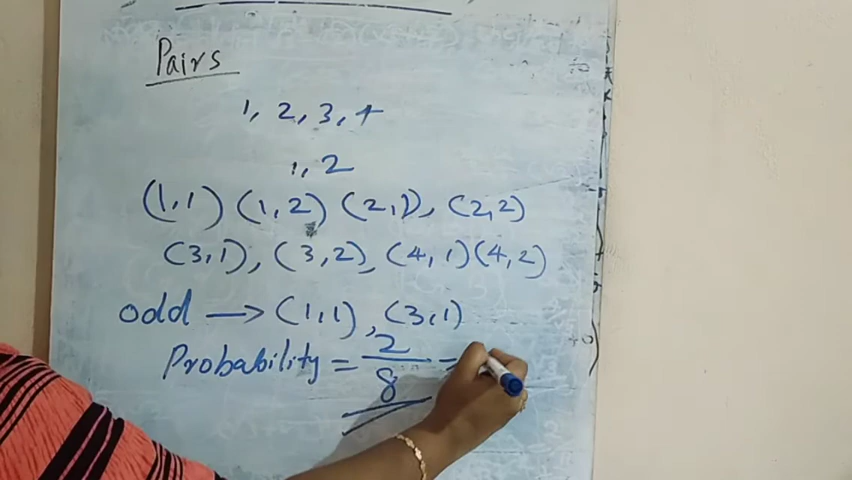 Pairs
1, 2, 3, 4
1, 2
(1,1) (1,2) (2,1), (2,2)
(3,1), (3,2), (4,1) (4,2)
odd → (1,1), (3,1)
Probability = 2/8 =